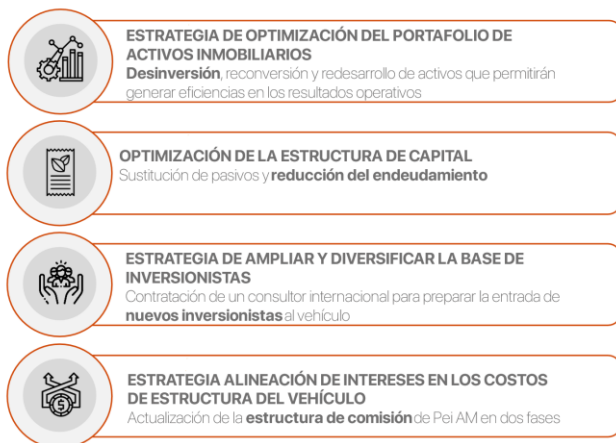 ESTRATEGIA DE OPTIMIZACIÓN DEL PORTAFOLIO DE
ACTIVOS INMOBILIARIOS
Desinversión, reconversión y redesarrollo de activos que permitirán
generar eficiencias en los resultados operativos
OPTIMIZACIÓN DE LA ESTRUCTURA DE CAPITAL
Sustitución de pasivos y reducción del endeudamiento
ESTRATEGIA DE AMPLIAR Y DIVERSIFICAR LA BASE DE
INVERSIONISTAS
Contratación de un consultor internacional para preparar la entrada de
nuevos inversionistas al vehículo
ESTRATEGIA ALINEACIÓN DE INTERESES EN LOS COSTOS
DE ESTRUCTURA DEL VEHÍCULO
Actualización de la estructura de comisión de Pei AM en dos fases